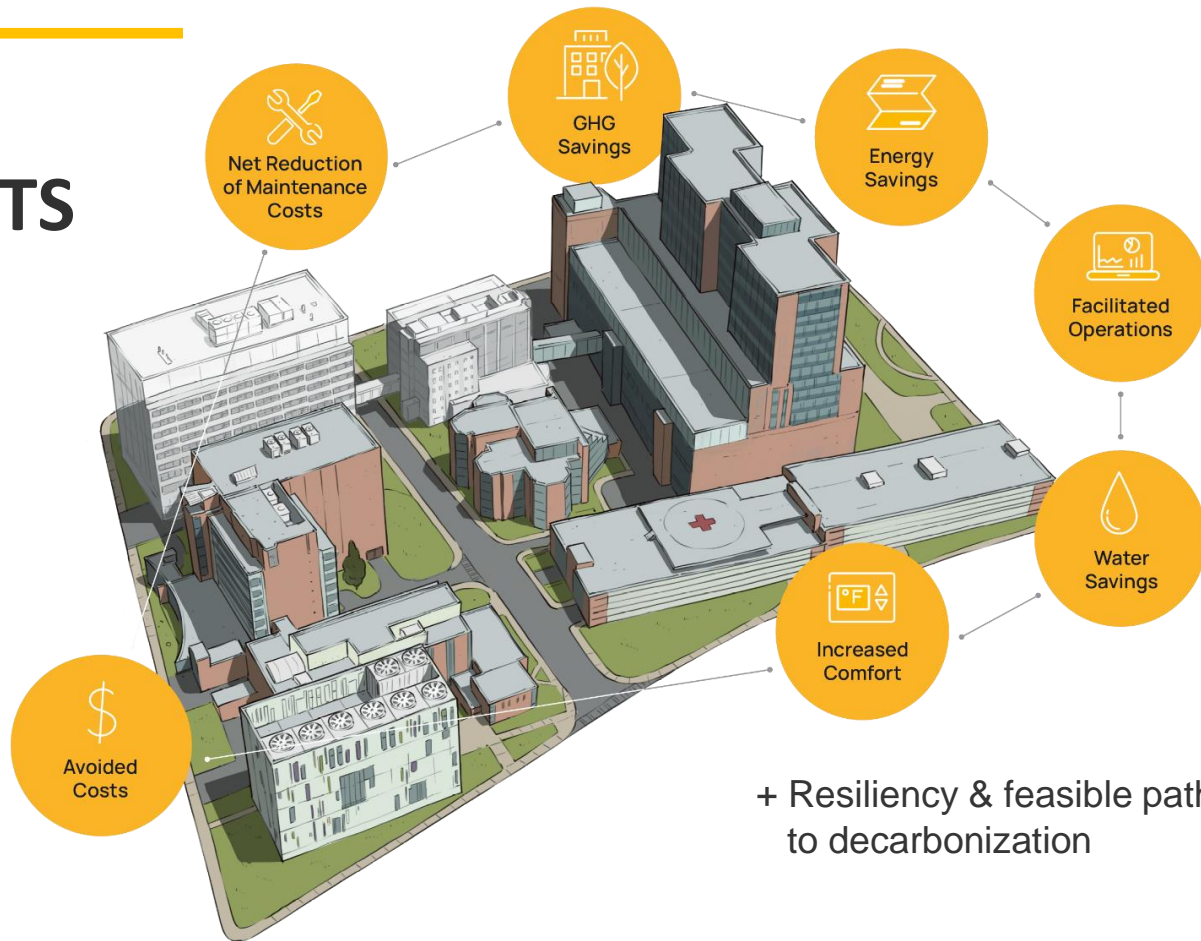 TS
GHG
Savings
Net Reduction
of Maintenance
Costs
Energy
Savings
°F
Facilitated
Operations
Water
Savings
Increased
Comfort
$
Avoided
Costs
+ Resiliency & feasible path
to decarbonization